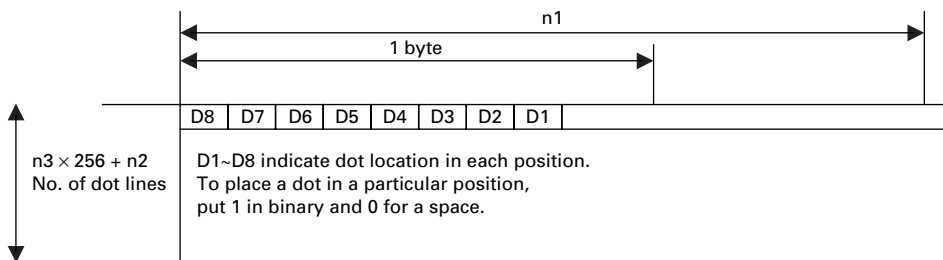 n1
1 byte
D8 D7 D6 D5 D4 D3 D2 D1
n3 × 256 + n2
No. of dot lines
D1~D8 indicate dot location in each position.
To place a dot in a particular position,
put 1 in binary and 0 for a space.